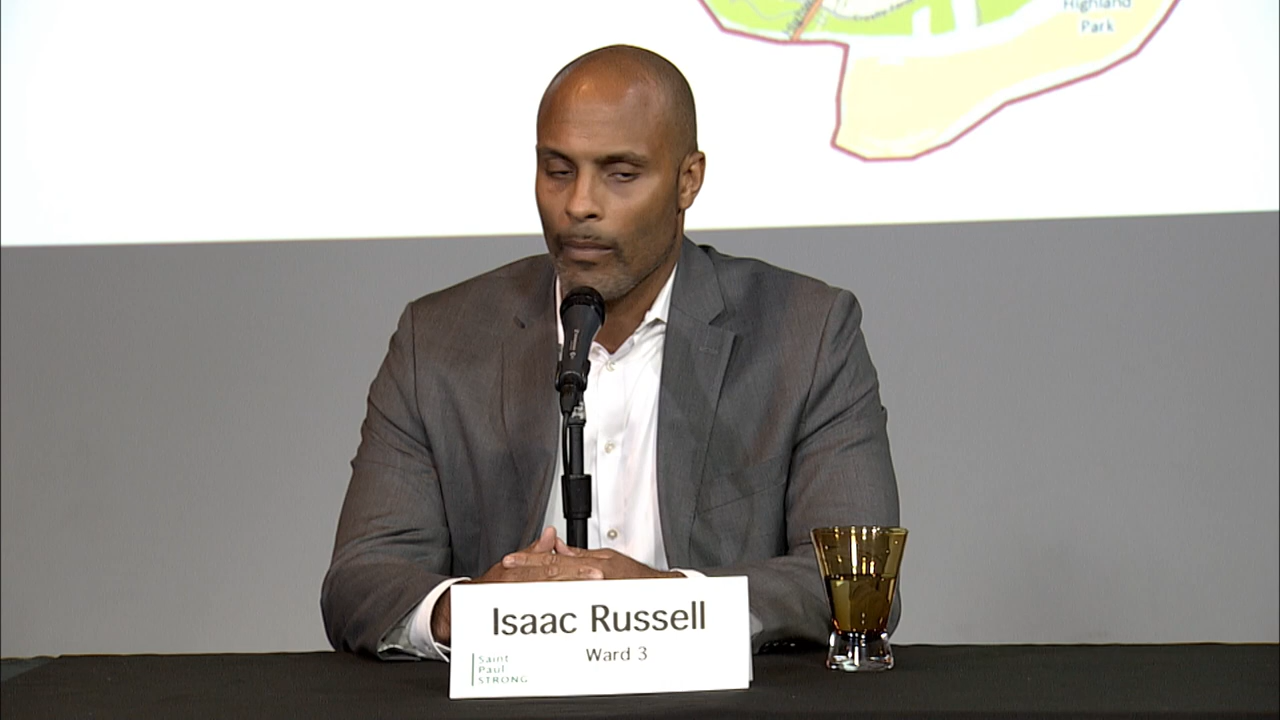 Highland
Park
Isaac Russell
Ward 3
Saint
Paul
STRONG